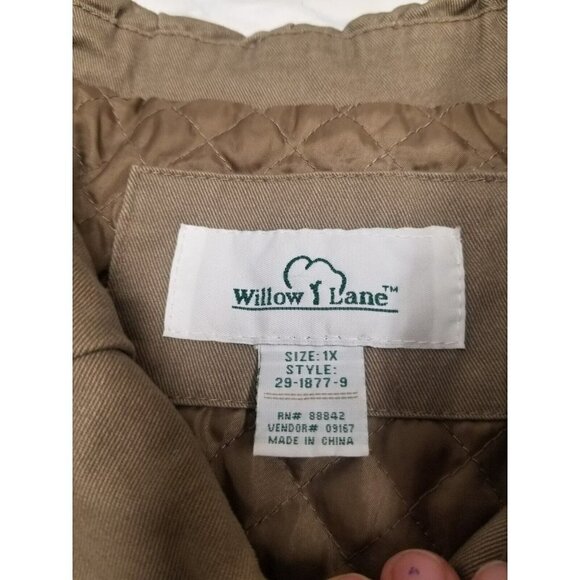 Willow Lane™
SIZE: 1X
STYLE:
29-1877-9
RN# 88842
VENDOR# 09167
MADE IN CHINA